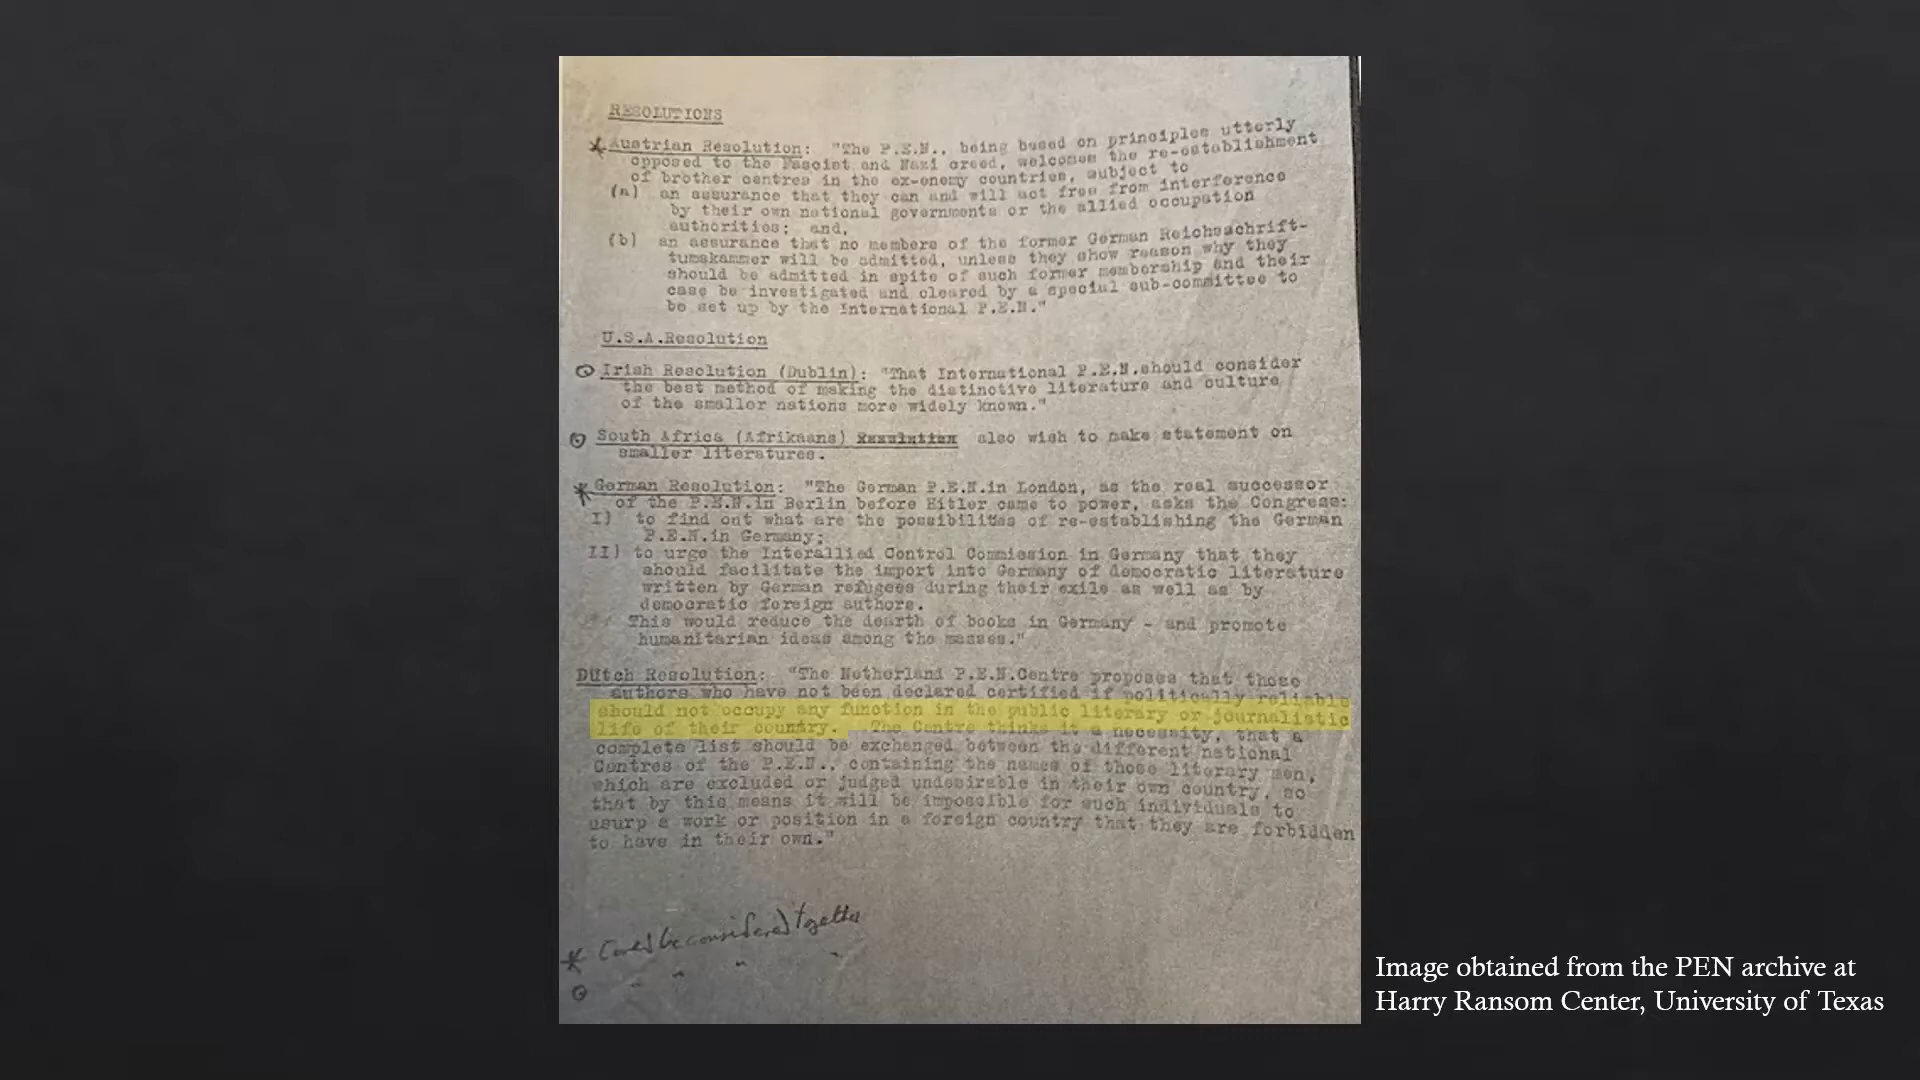 RESOLUTIONS
Austrian Resolution: "The P.E.N., being based on principles utterly
opposed to the Fascist and Nazi creed, welcomes the re-establishment
of brother centres in the ex-enemy countries, subject to
(a) an assurance that they can and will act free from interference
by their own national governments or the allied occupation
authorities; and,
(b) an assurance that no members of the former German Reichsschrift-
tumskammer will be admitted, unless they show reason why they
should be admitted in spite of such former membership and their
case be investigated and cleared by a special sub-committee to
be set up by the International P.E.N."
U.S.A.Resolution
Irish Resolution (Dublin): "That International P.E.N.should consider
the best method of making the distinctive literature and culture
of the smaller nations more widely known."
South Africa (Afrikaans) Resolution also wish to make statement on
smaller literatures.
German Resolution: "The German P.E.N.in London, as the real successor
of the P.E.N.in Berlin before Hitler came to power, asks the Congress:
I) to find out what are the possibilities of re-establishing the German
P.E.N.in Germany;
II) to urge the Interallied Control Commission in Germany that they
should facilitate the import into Germany of democratic literature
written by German refugees during their exile as well as by
democratic foreign authors.
This would reduce the dearth of books in Germany - and promote
humanitarian ideas among the masses."
Dutch Resolution: "The Netherland P.E.N.Centre proposes that those
authors who have not been declared certified if politically reliable
should not occupy any function in the public literary or journalistic
life of their country. The Centre thinks it a necessity, that a
complete list should be exchanged between the different national
Centres of the P.E.N., containing the names of those literary men,
which are excluded or judged undesirable in their own country, so
that by this means it will be impossible for such individuals to
usurp a work or position in a foreign country that they are forbidden
to have in their own."
* Could be considered together
" " "
Image obtained from the PEN archive at
Harry Ransom Center, University of Texas